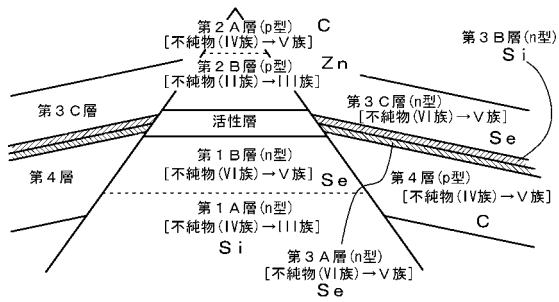 第2A層(p型)
[不純物(IV族)→V族]
C
第2B層(p型)
[不純物(II族)→III族]
Zn
第3B層(n型)
Si
第3C層
活性層
第3C層(n型)
[不純物(VI族)→V族]
Se
第4層
第1B層(n型)
[不純物(VI族)→V族]
Se
第4層(p型)
[不純物(IV族)→V族]
C
第1A層(n型)
[不純物(IV族)→III族]
Si
第3A層(n型)
[不純物(VI族)→V族]
Se